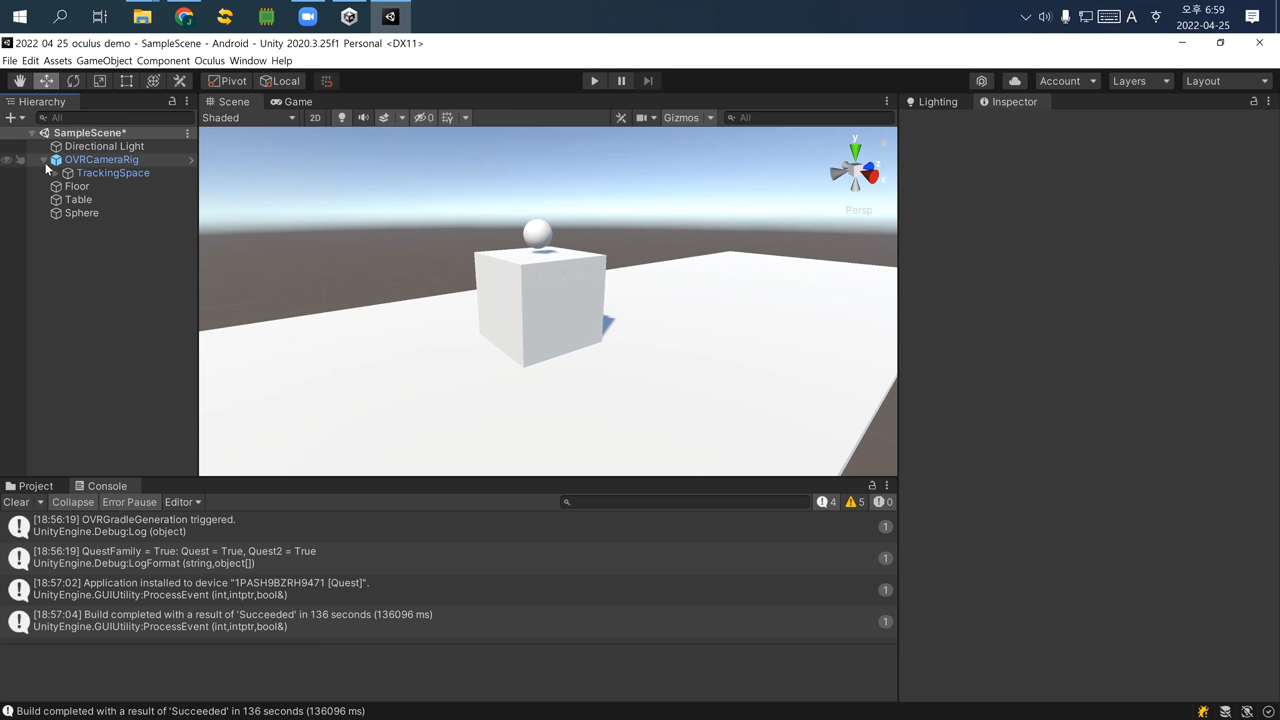 오후 6:59
A
2022-04-25
2022 04 25 oculus demo - SampleScene - Android - Unity 2020.3.25f1 Personal <DX11>
File Edit Assets GameObject Component Oculus Window Help
Pivot Local Account Layers Layout
Hierarchy Scene Game Lighting Inspector
All Shaded 2D 0 Gizmos All
SampleScene*
Directional Light
OVRCameraRig
TrackingSpace
Floor
Table
Sphere
y
z
x
Persp
Project Console
Clear Collapse Error Pause Editor 4 5 0
[18:56:19] OVRGradleGeneration triggered.
UnityEngine.Debug:Log (object)
1
[18:56:19] QuestFamily = True: Quest = True, Quest2 = True
UnityEngine.Debug:LogFormat (string,object[])
1
[18:57:02] Application installed to device "1PASH9BZRH9471 [Quest]".
UnityEngine.GUIUtility:ProcessEvent (int,intptr,bool&)
1
[18:57:04] Build completed with a result of 'Succeeded' in 136 seconds (136096 ms)
UnityEngine.GUIUtility:ProcessEvent (int,intptr,bool&)
1
Build completed with a result of 'Succeeded' in 136 seconds (136096 ms)